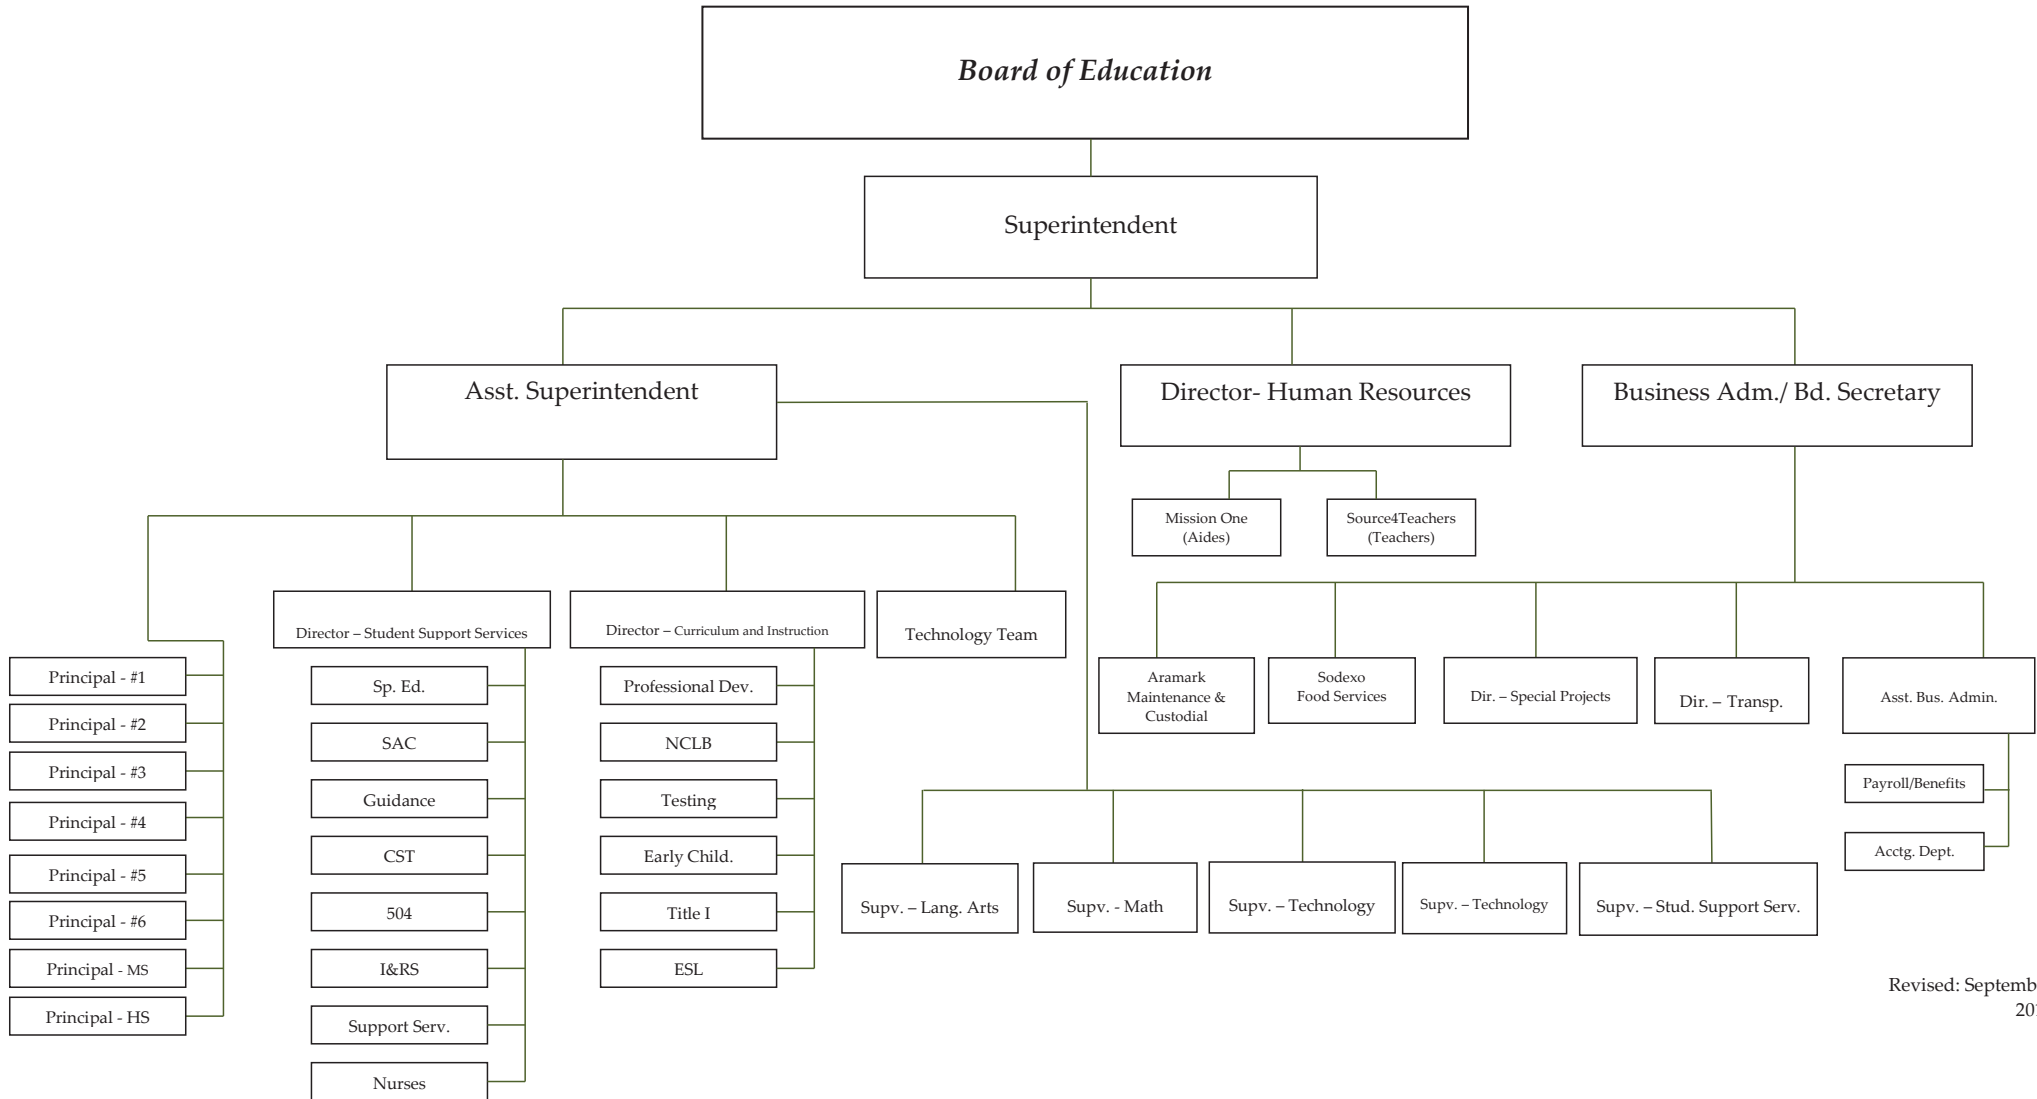 Board of Education
Superintendent
Asst. Superintendent
Director- Human Resources
Business Adm./ Bd. Secretary
Mission One
(Aides)
Source4Teachers
(Teachers)
Director – Student Support Services
Director – Curriculum and Instruction
Technology Team
Principal - #1
Principal - #2
Principal - #3
Principal - #4
Principal - #5
Principal - #6
Principal - MS
Principal - HS
Sp. Ed.
SAC
Guidance
CST
504
I&RS
Support Serv.
Nurses
Professional Dev.
NCLB
Testing
Early Child.
Title I
ESL
Aramark
Maintenance &
Custodial
Sodexo
Food Services
Dir. – Special Projects
Dir. – Transp.
Asst. Bus. Admin.
Payroll/Benefits
Acctg. Dept.
Supv. – Lang. Arts
Supv. - Math
Supv. – Technology
Supv. – Technology
Supv. – Stud. Support Serv.
Revised: